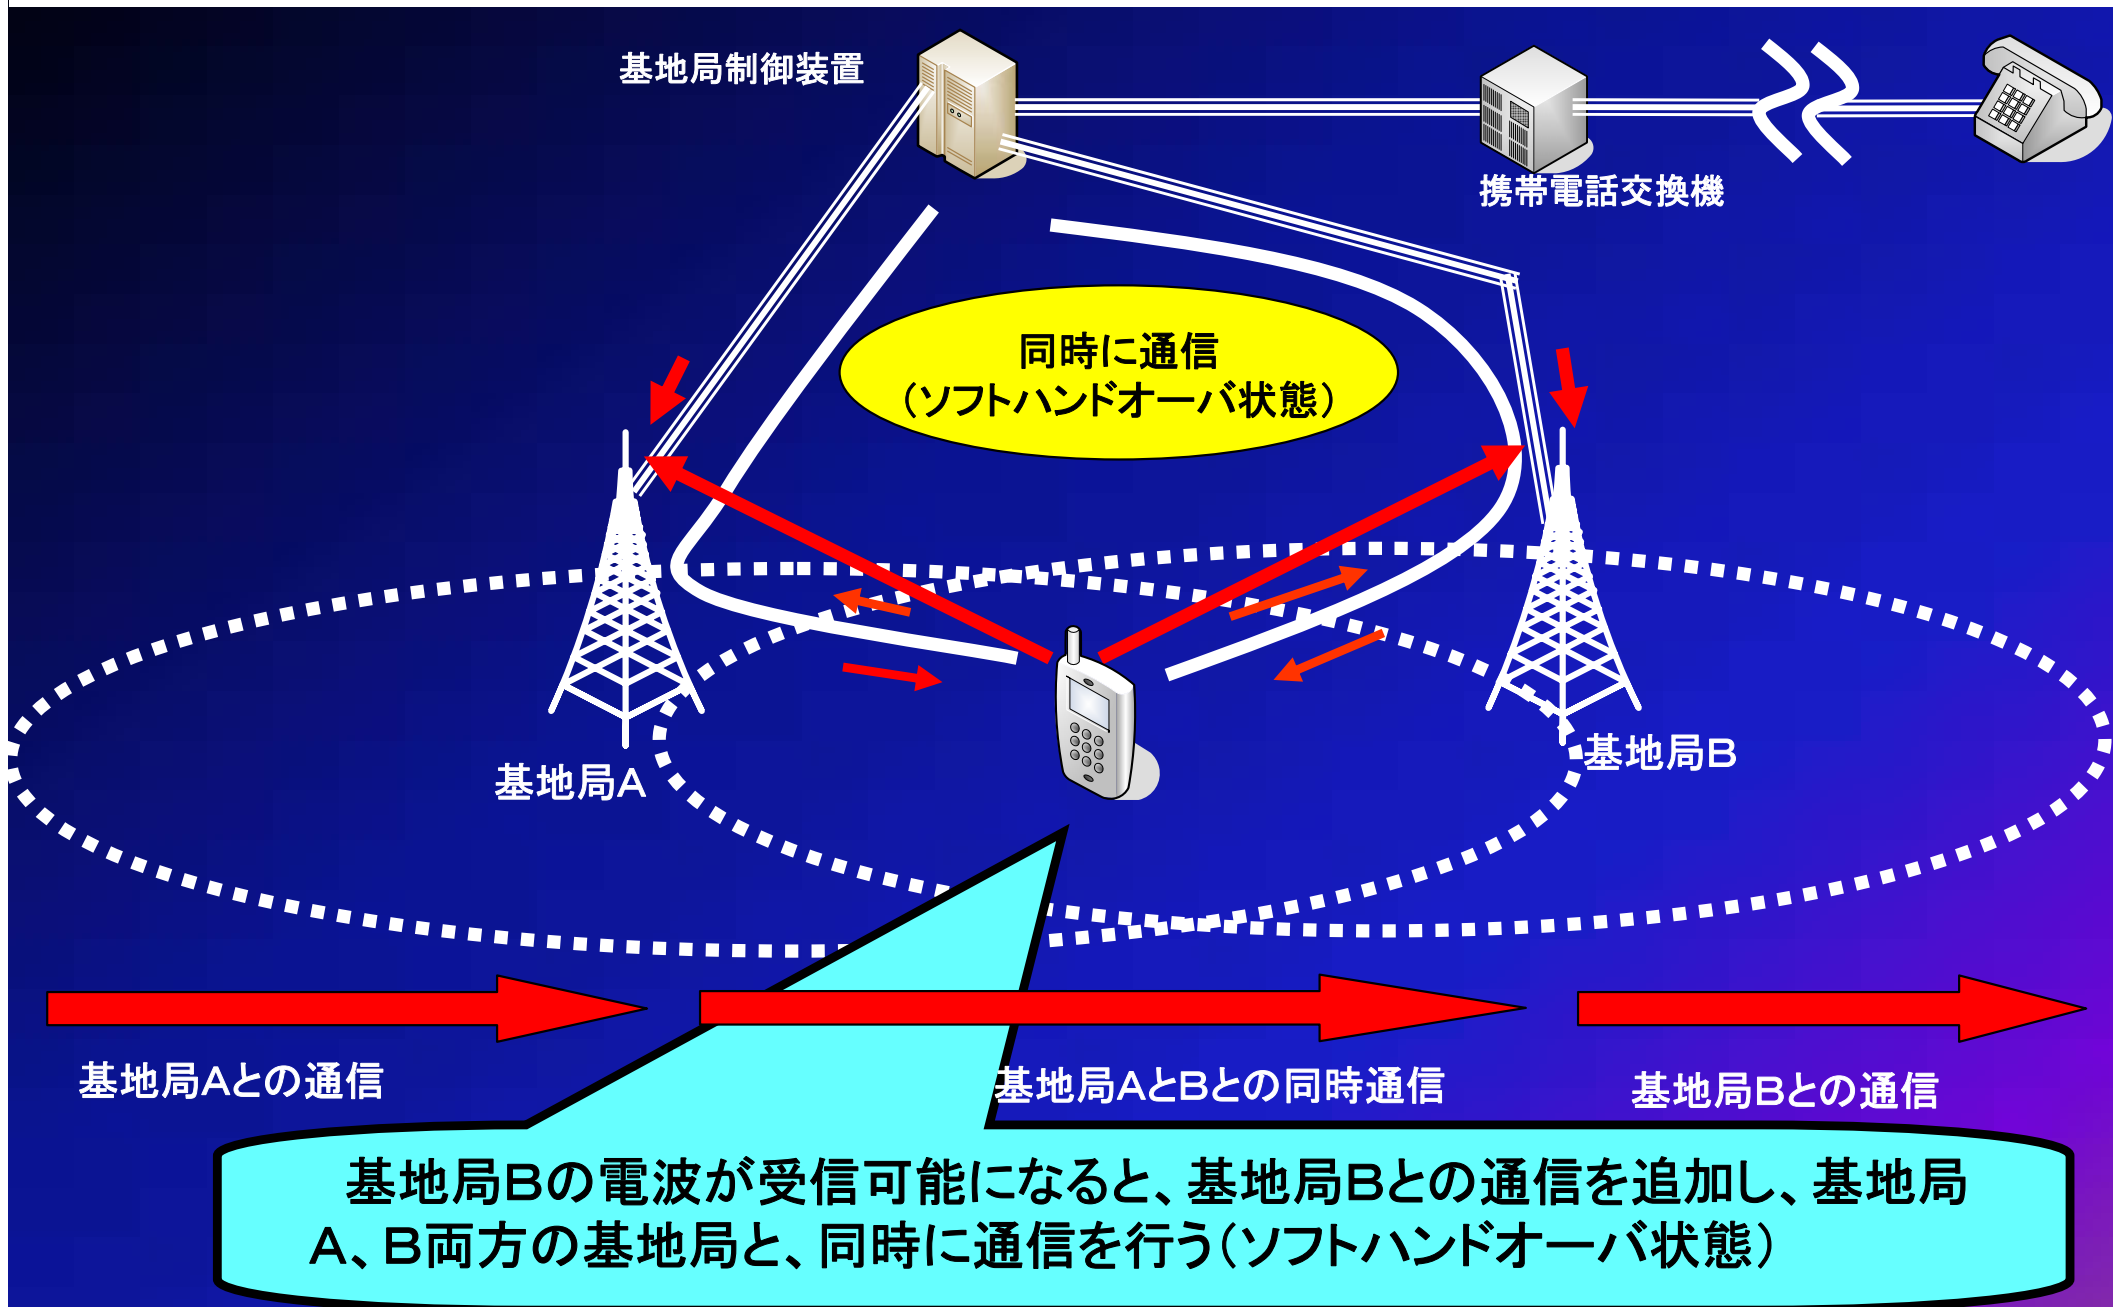 基地局制御装置
携帯電話交換機
同時に通信
（ソフトハンドオーバ状態）
基地局A
基地局B
基地局Aとの通信
基地局AとBとの同時通信
基地局Bとの通信
基地局Bの電波が受信可能になると、基地局Bとの通信を追加し、基地局
A、B両方の基地局と、同時に通信を行う（ソフトハンドオーバ状態）